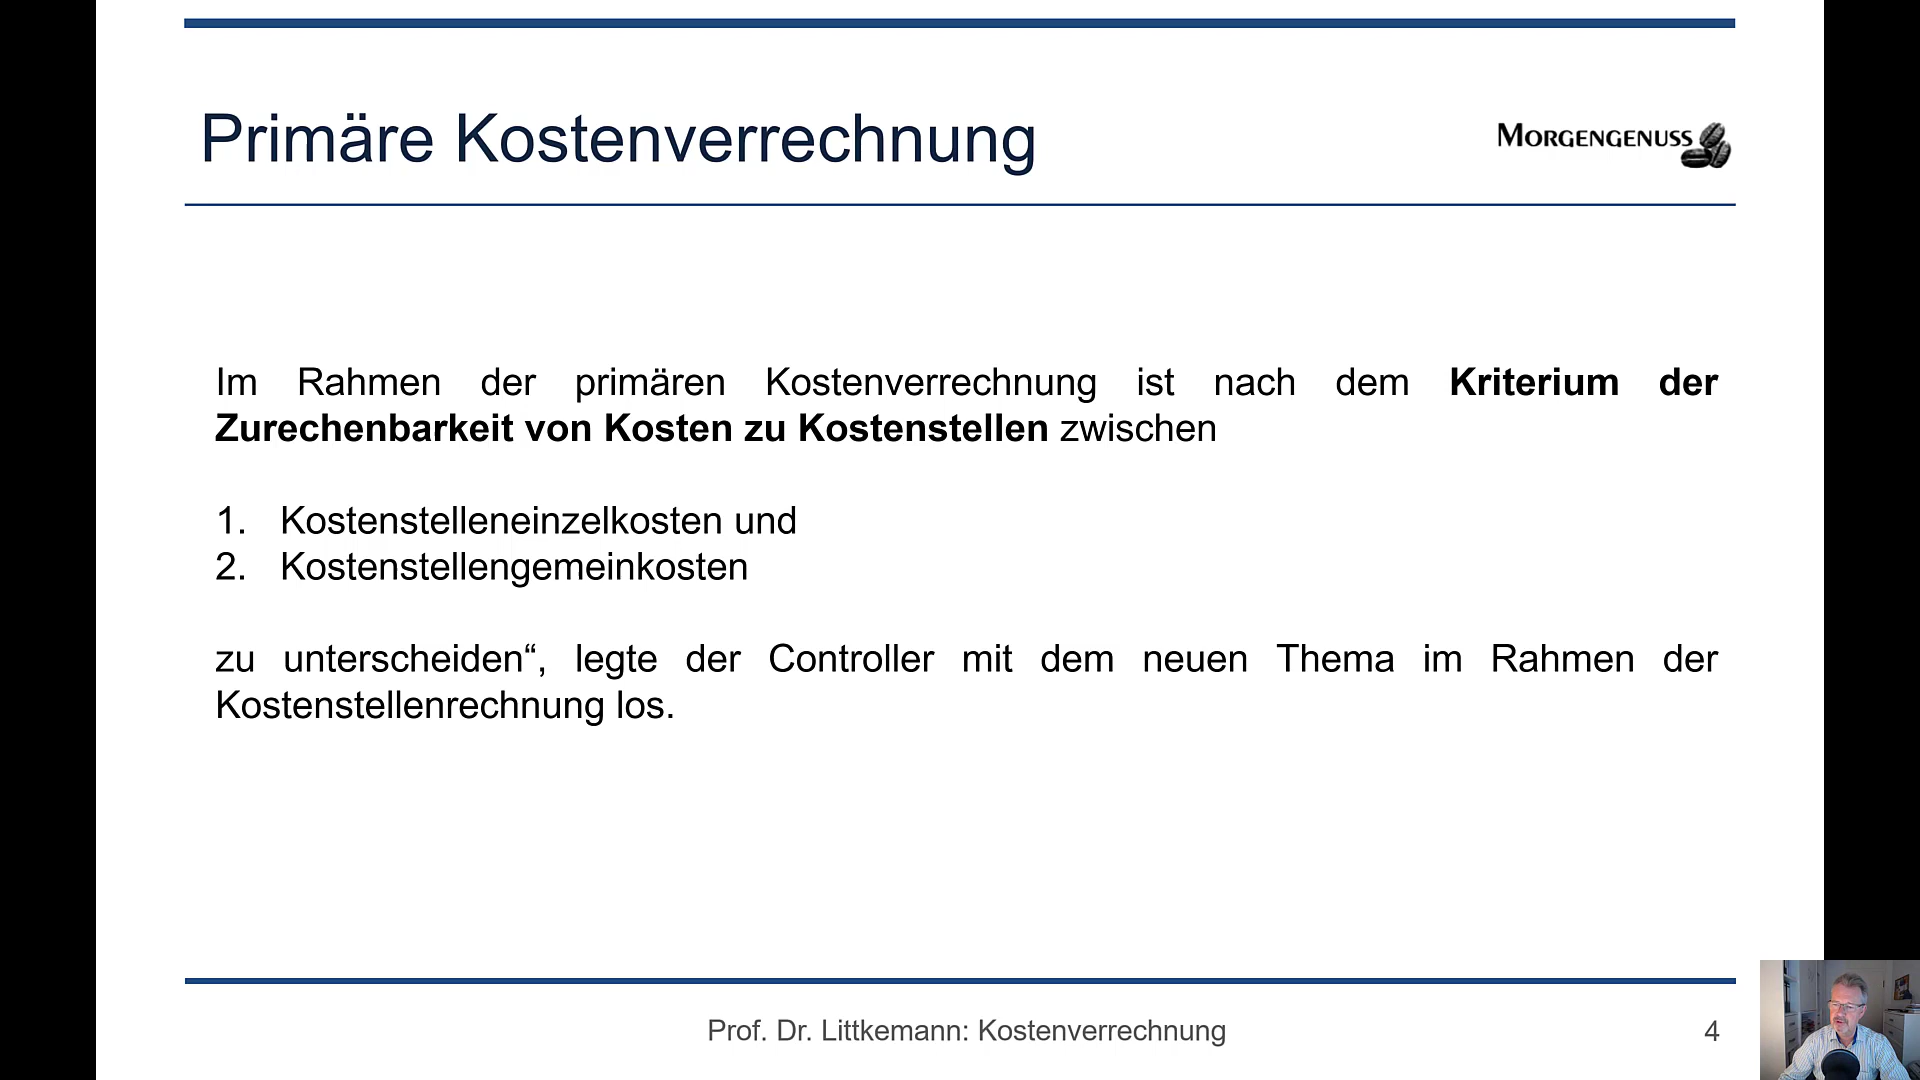 Primäre Kostenverrechnung
MORGENGENUSS
Im Rahmen der primären Kostenverrechnung ist nach dem Kriterium der
Zurechenbarkeit von Kosten zu Kostenstellen zwischen
1. Kostenstelleneinzelkosten und
2. Kostenstellengemeinkosten
zu unterscheiden“, legte der Controller mit dem neuen Thema im Rahmen der
Kostenstellenrechnung los.
Prof. Dr. Littkemann: Kostenverrechnung
4